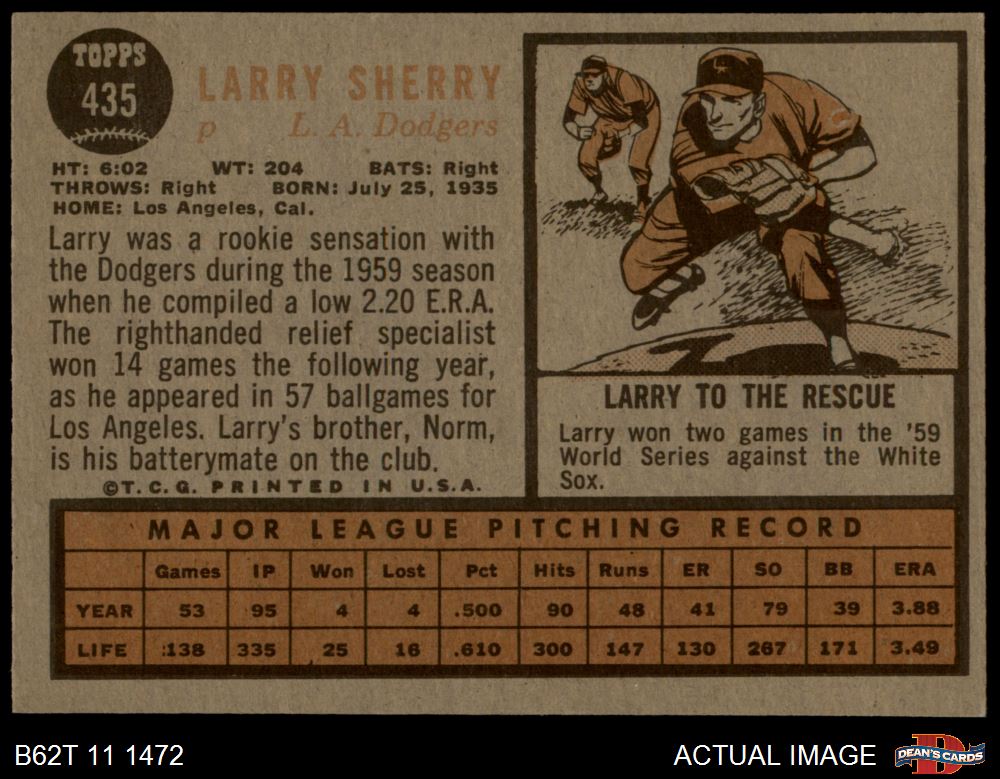 TOPPS
435
LARRY SHERRY
p L. A. Dodgers
HT: 6:02 WT: 204 BATS: Right
THROWS: Right BORN: July 25, 1935
HOME: Los Angeles, Cal.
Larry was a rookie sensation with
the Dodgers during the 1959 season
when he compiled a low 2.20 E.R.A.
The righthanded relief specialist
won 14 games the following year,
as he appeared in 57 ballgames for
Los Angeles. Larry's brother, Norm,
is his batterymate on the club.
©T.C.G. PRINTED IN U.S.A.
LARRY TO THE RESCUE
Larry won two games in the '59
World Series against the White
Sox.
MAJOR LEAGUE PITCHING RECORD
Games IP Won Lost Pct Hits Runs ER SO BB ERA
YEAR 53 95 4 4 .500 90 48 41 79 39 3.88
LIFE 138 335 25 16 .610 300 147 130 267 171 3.49
B62T 11 1472
ACTUAL IMAGE
D
DEAN'S CARDS